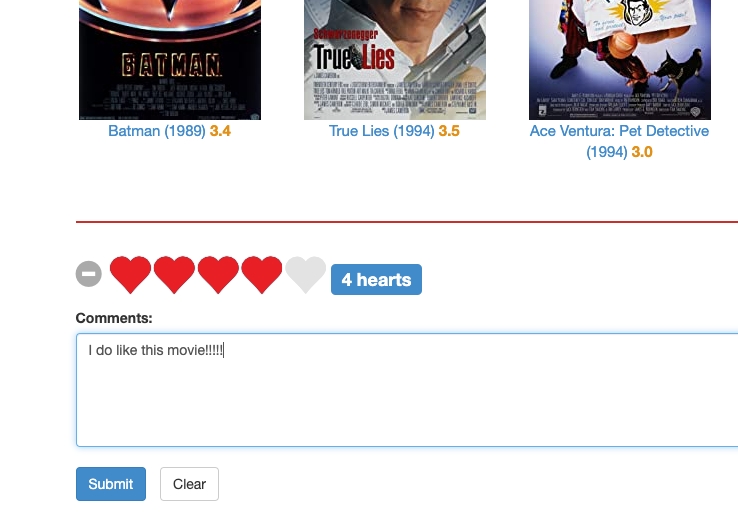 BATMAN
Schwarzenegger
True Lies
Batman (1989) 3.4
True Lies (1994) 3.5
Ace Ventura: Pet Detective
(1994) 3.0
4 hearts
Comments:
I do like this movie!!!!!
Submit
Clear